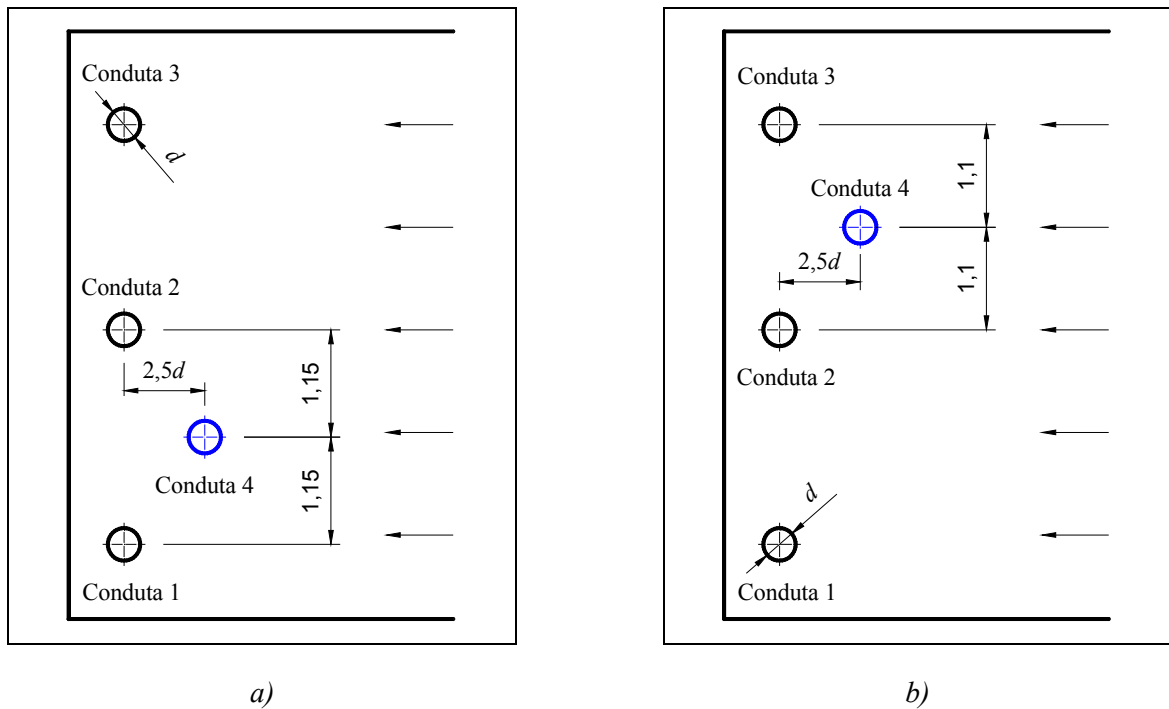 Conduta 3
d
Conduta 2
2,5d
1,15
1,15
Conduta 4
Conduta 1
a)
Conduta 3
1,1
Conduta 4
2,5d
1,1
Conduta 2
d
Conduta 1
b)